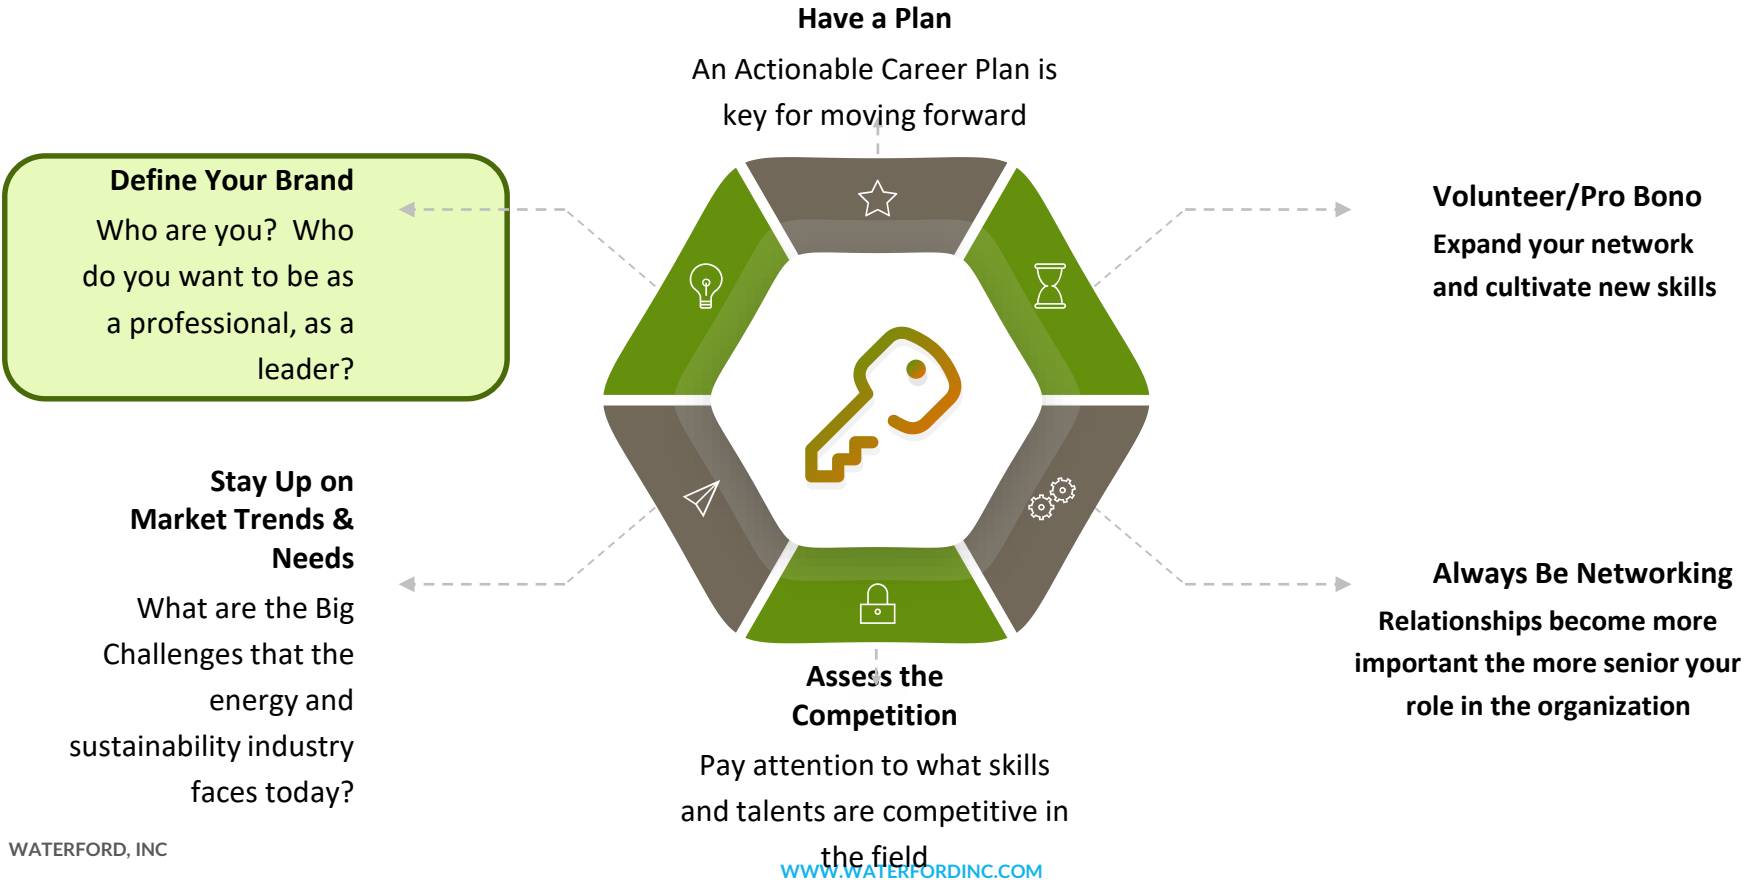 Have a Plan
An Actionable Career Plan is
key for moving forward
Define Your Brand
Who are you?  Who
do you want to be as
a professional, as a
leader?
Volunteer/Pro Bono
Expand your network
and cultivate new skills
Stay Up on
Market Trends &
Needs
What are the Big
Challenges that the
energy and
sustainability industry
faces today?
Always Be Networking
Relationships become more
important the more senior your
role in the organization
Assess the
Competition
Pay attention to what skills
and talents are competitive in
the field
WATERFORD, INC
WWW.WATERFORDINC.COM